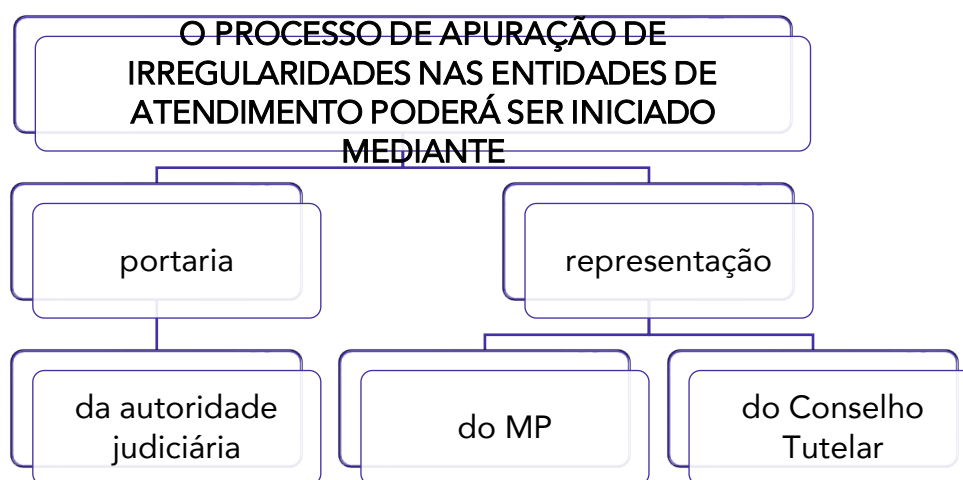 O PROCESSO DE APURAÇÃO DE
IRREGULARIDADES NAS ENTIDADES DE
ATENDIMENTO PODERÁ SER INICIADO
MEDIANTE
portaria
representação
da autoridade
judiciária
do MP
do Conselho
Tutelar